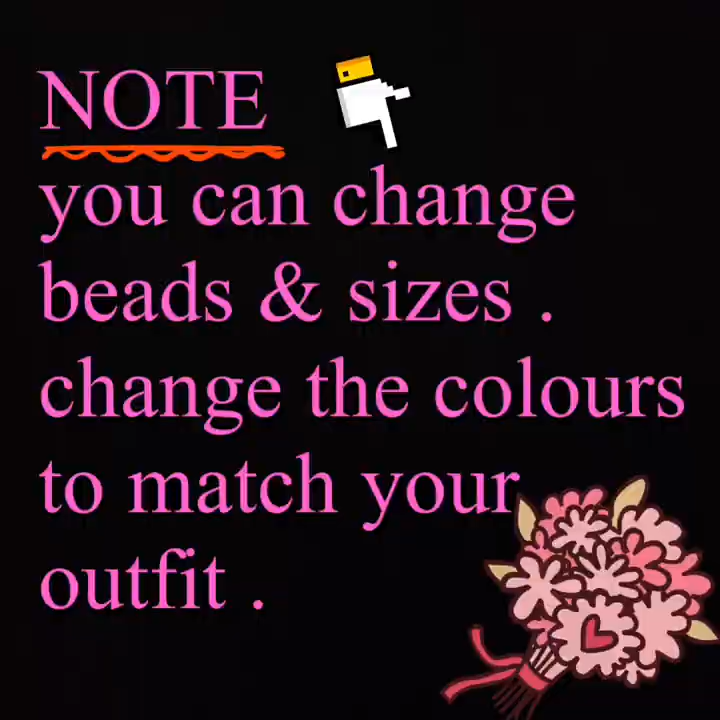 NOTE
you can change
beads & sizes .
change the colours
to match your
outfit .